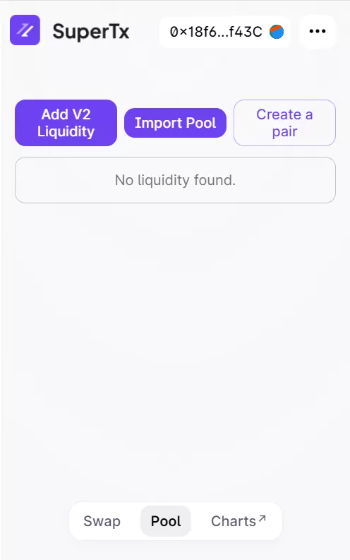 SuperTx
0×18f6...f43C
Add V2
Liquidity
Import Pool
Create a
pair
No liquidity found.
Swap
Pool
Charts↗